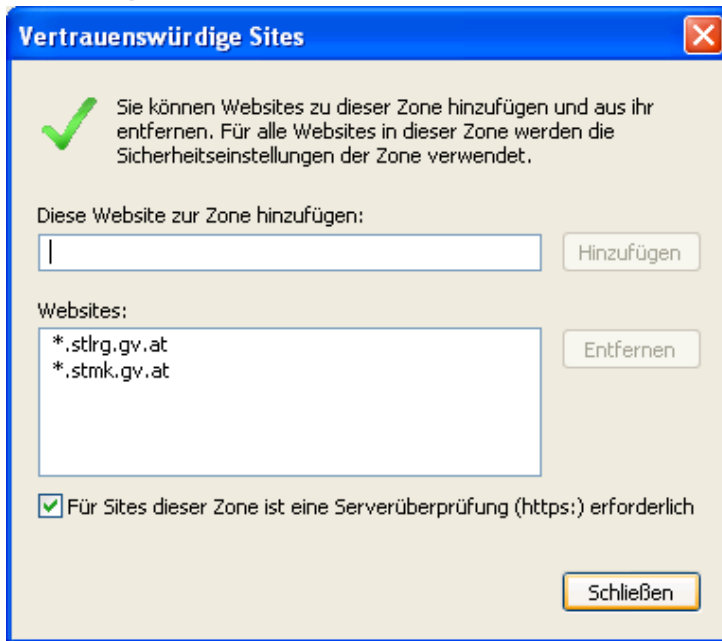 Vertrauenswürdige Sites
Sie können Websites zu dieser Zone hinzufügen und aus ihr
entfernen. Für alle Websites in dieser Zone werden die
Sicherheitseinstellungen der Zone verwendet.
Diese Website zur Zone hinzufügen:
Hinzufügen
Websites:
*.stlrg.gv.at
*.stmk.gv.at
Entfernen
Für Sites dieser Zone ist eine Serverüberprüfung (https:) erforderlich
Schließen